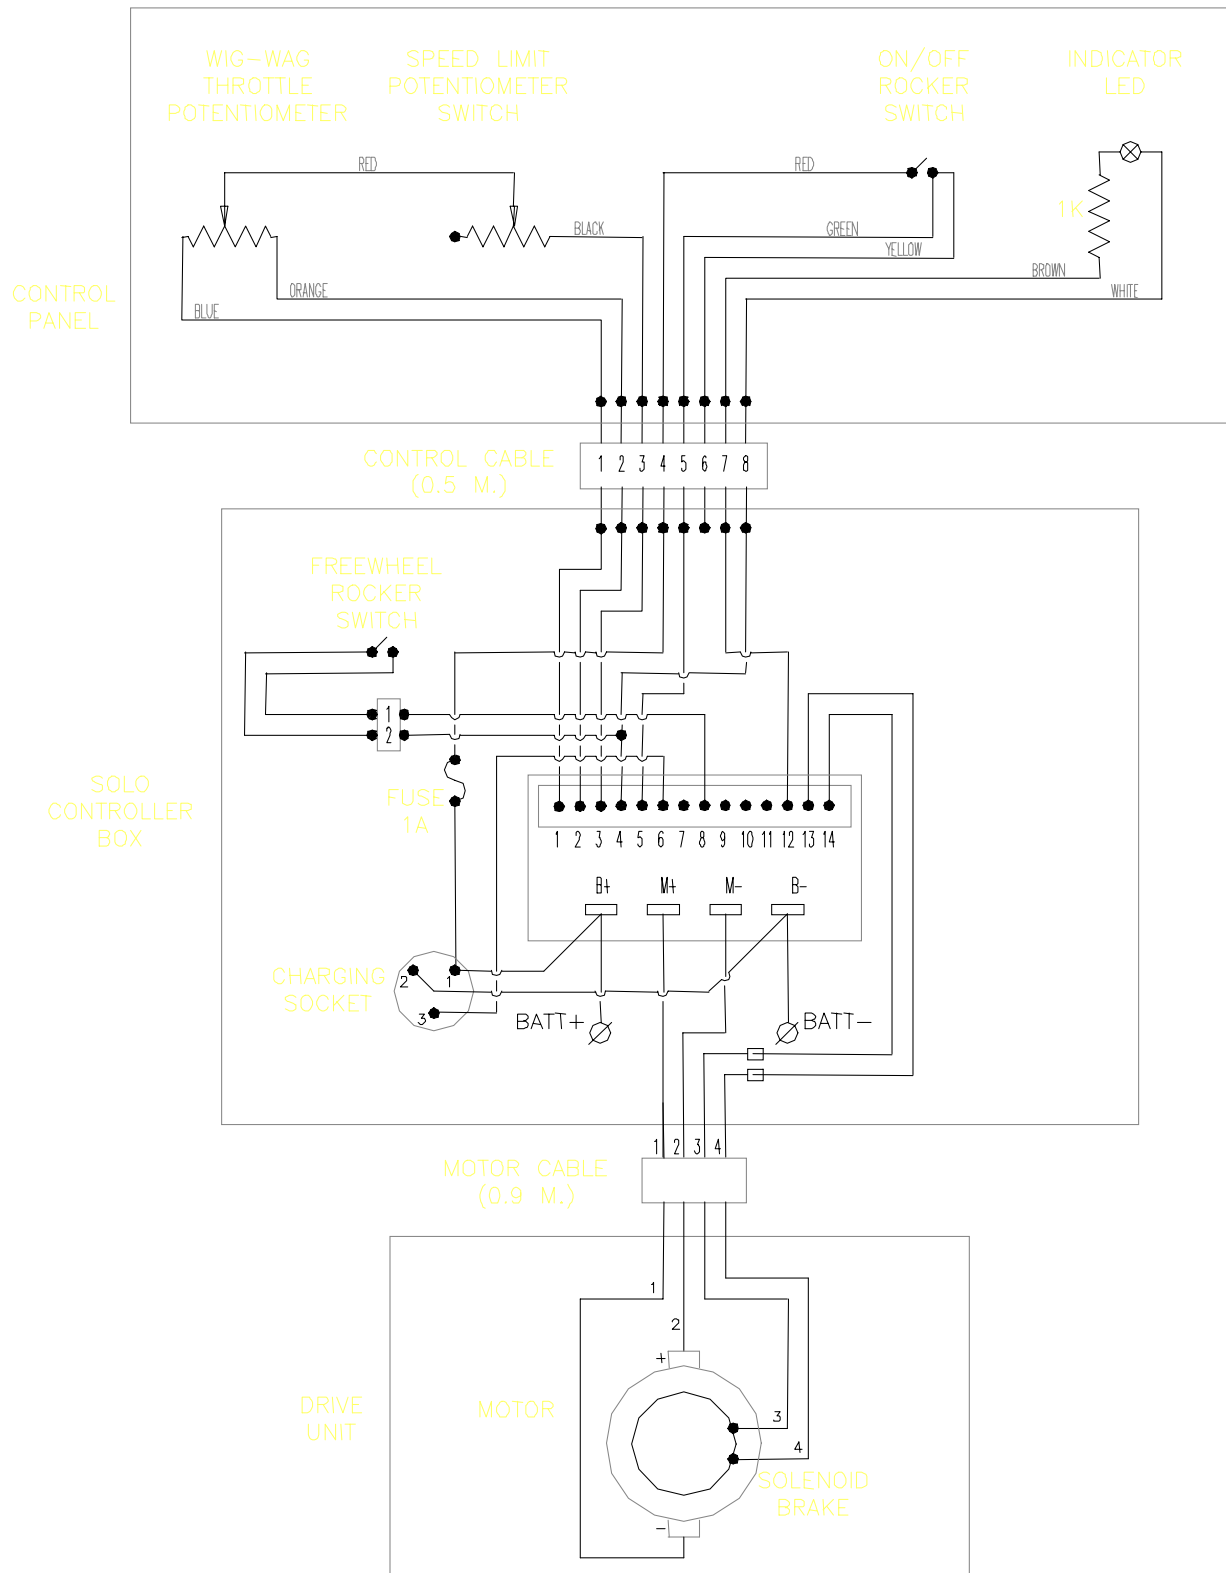 WIG-WAG
THROTTLE
POTENTIOMETER
SPEED LIMIT
POTENTIOMETER
SWITCH
ON/OFF
ROCKER
SWITCH
INDICATOR
LED
RED
RED
1K
BLACK
GREEN
YELLOW
BROWN
ORANGE
WHITE
BLUE
CONTROL
PANEL
CONTROL CABLE
(0.5 M.)
1 2 3 4 5 6 7 8
FREEWHEEL
ROCKER
SWITCH
1
2
SOLO
CONTROLLER
BOX
FUSE
1A
1 2 3 4 5 6 7 8 9 10 11 12 13 14
B+ M+ M- B-
CHARGING
SOCKET
2 1
3
BATT+
BATT-
1 2 3 4
MOTOR CABLE
(0.9 M.)
1
2
+
DRIVE
UNIT
MOTOR
3
4
SOLENOID
BRAKE
-